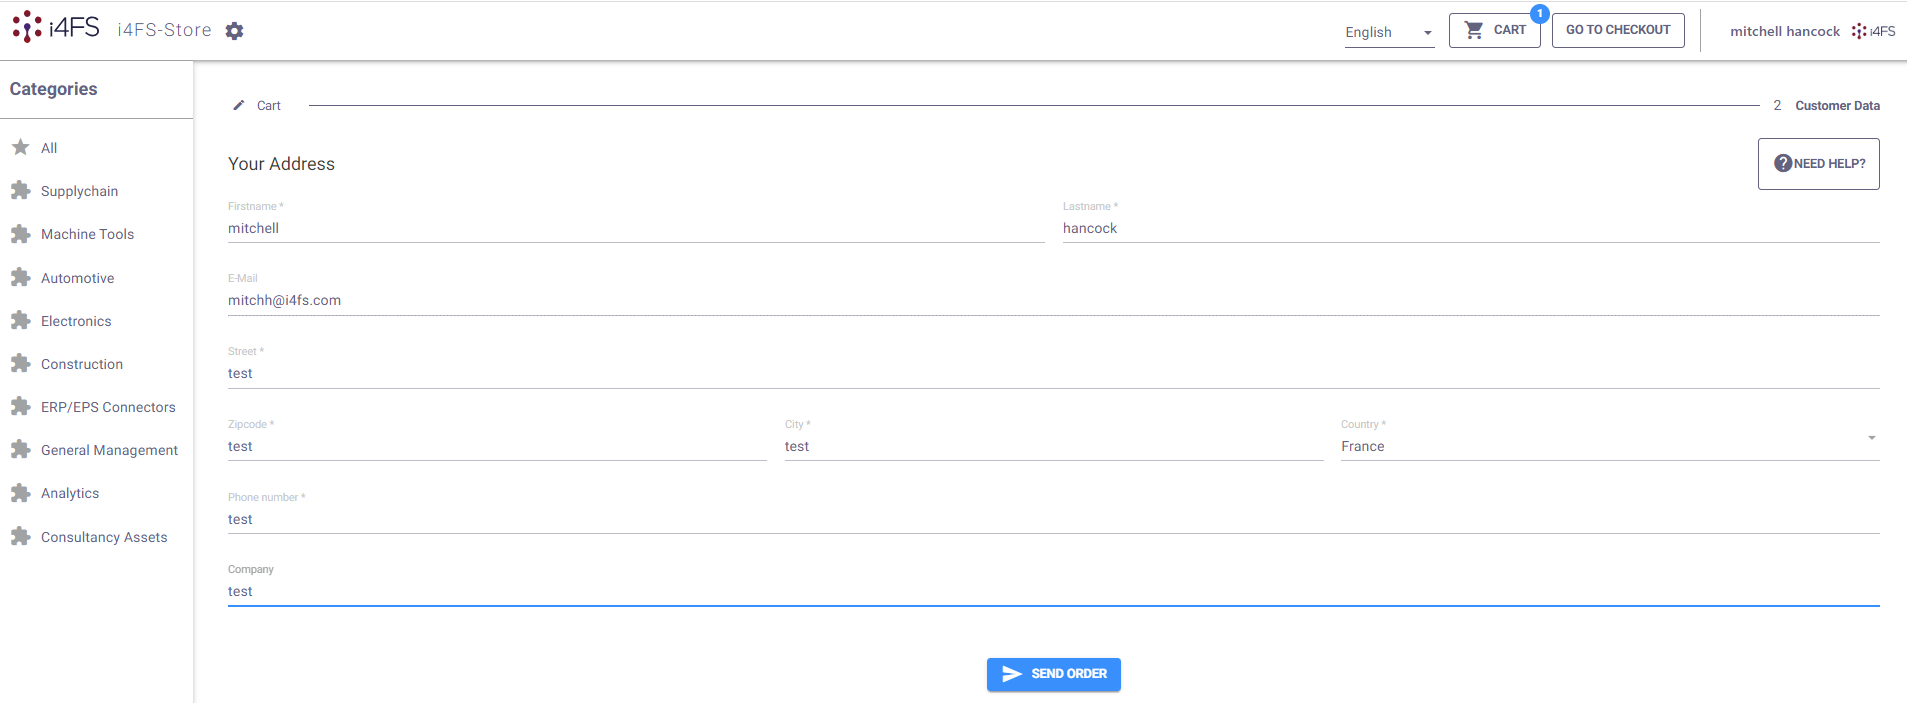 i4FS i4FS-Store English CART 1 GO TO CHECKOUT mitchell hancock i4FS
Categories
All
Supplychain
Machine Tools
Automotive
Electronics
Construction
ERP/EPS Connectors
General Management
Analytics
Consultancy Assets
Cart 2 Customer Data
Your Address
NEED HELP?
Firstname * Lastname *
mitchell hancock
E-Mail
mitchh@i4fs.com
Street *
test
Zipcode * City * Country *
test test France
Phone number *
test
Company
test
SEND ORDER